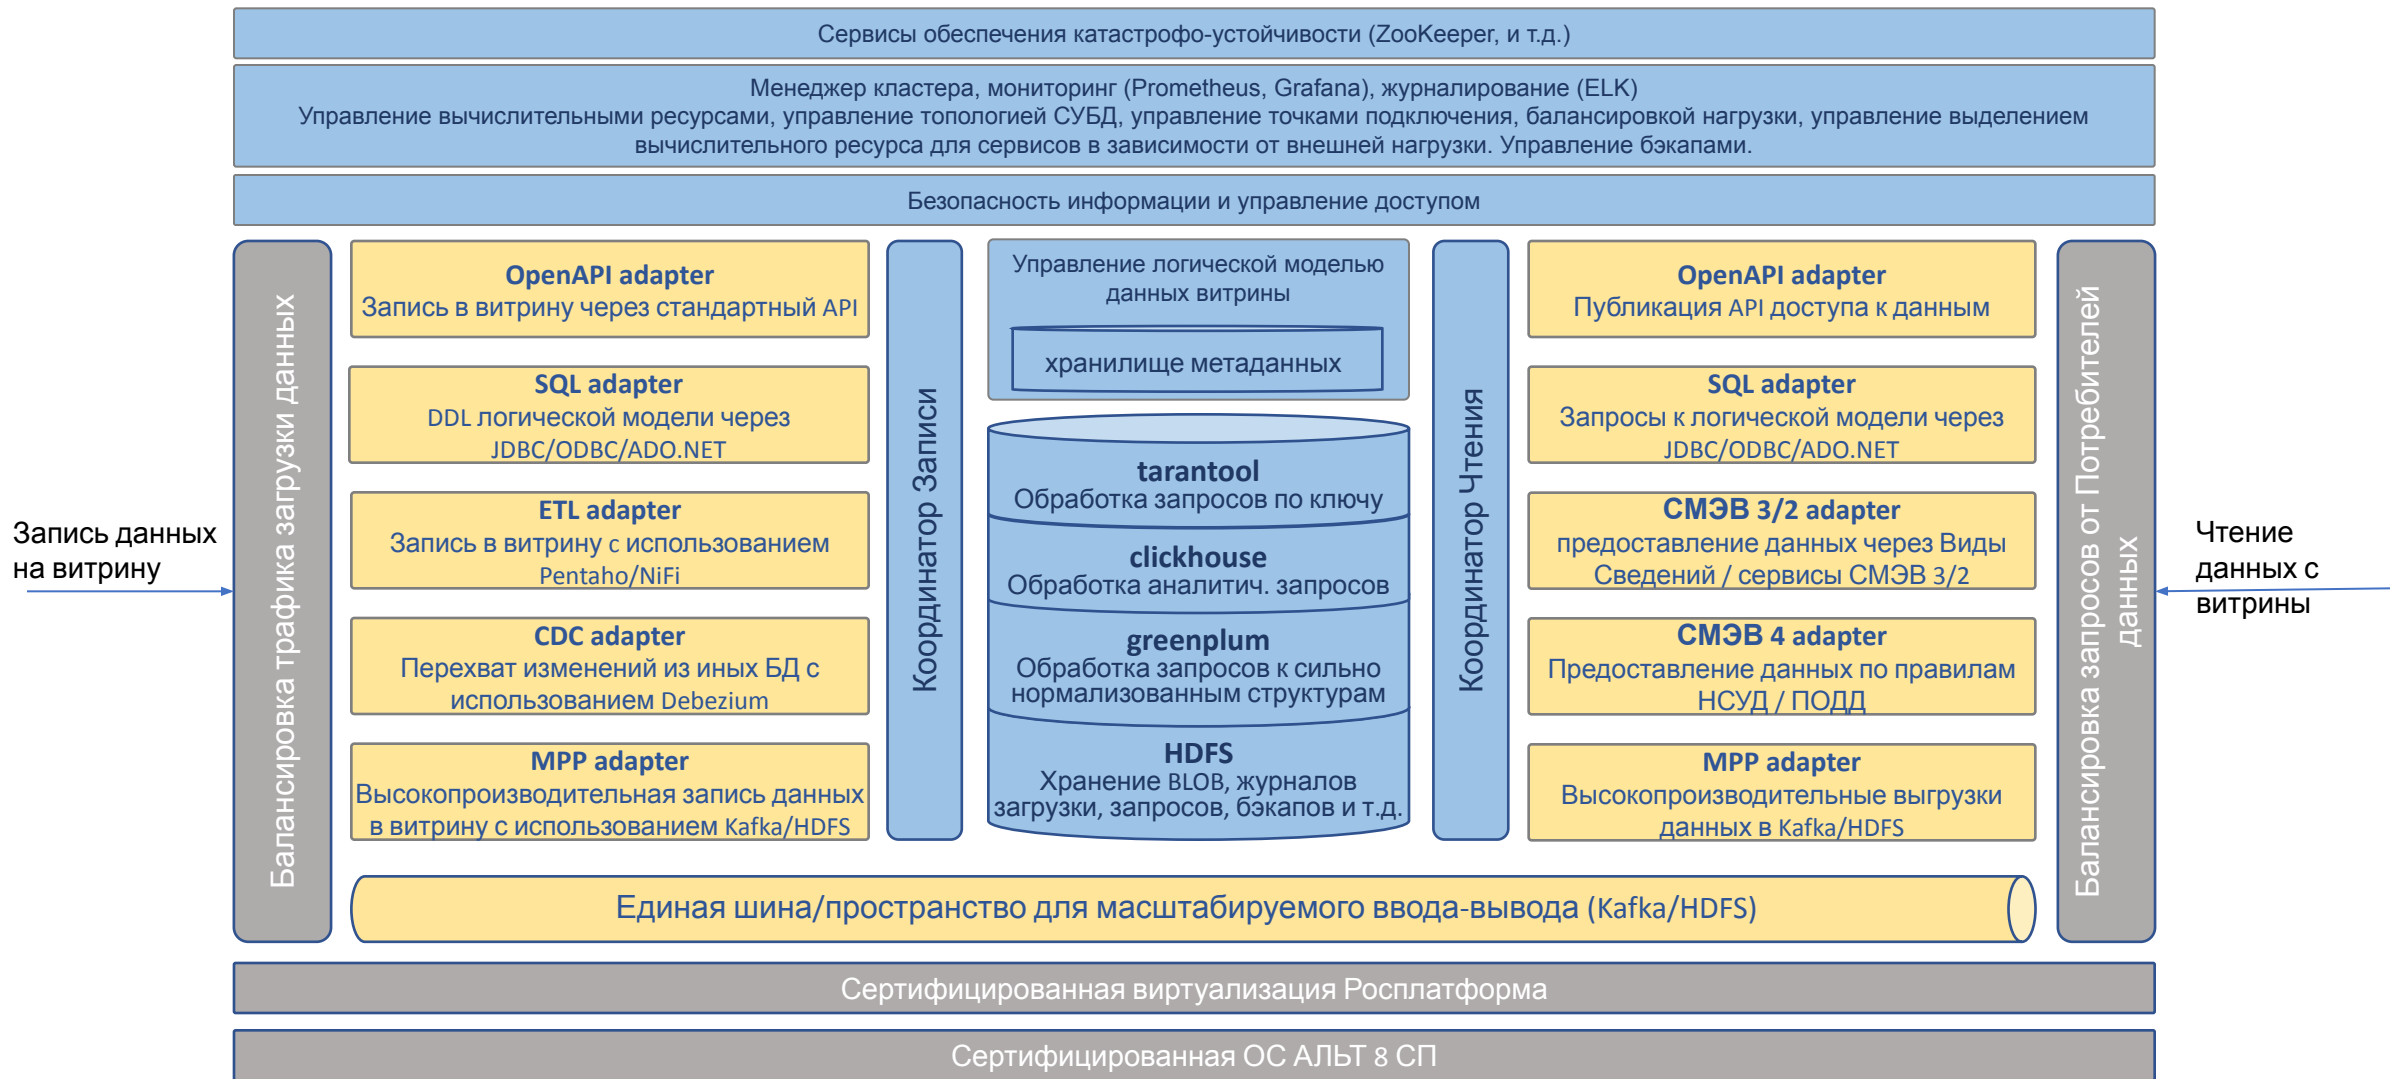 Сервисы обеспечения катастрофо-устойчивости (ZooKeeper, и т.д.)
Менеджер кластера, мониторинг (Prometheus, Grafana), журналирование (ELK)
Управление вычислительными ресурсами, управление топологией СУБД, управление точками подключения, балансировкой нагрузки, управление выделением
вычислительного ресурса для сервисов в зависимости от внешней нагрузки. Управление бэкапами.
Безопасность информации и управление доступом
Запись данных
на витрину
Балансировка трафика загрузки данных
OpenAPI adapter
Запись в витрину через стандартный API
SQL adapter
DDL логической модели через
JDBC/ODBC/ADO.NET
ETL adapter
Запись в витрину с использованием
Pentaho/NiFi
CDC adapter
Перехват изменений из иных БД с
использованием Debezium
MPP adapter
Высокопроизводительная запись данных
в витрину с использованием Kafka/HDFS
Координатор Записи
Управление логической моделью
данных витрины
хранилище метаданных
tarantool
Обработка запросов по ключу
clickhouse
Обработка аналитич. запросов
greenplum
Обработка запросов к сильно
нормализованным структурам
HDFS
Хранение BLOB, журналов
загрузки, запросов, бэкапов и т.д.
Координатор Чтения
OpenAPI adapter
Публикация API доступа к данным
SQL adapter
Запросы к логической модели через
JDBC/ODBC/ADO.NET
СМЭВ 3/2 adapter
предоставление данных через Виды
Сведений / сервисы СМЭВ 3/2
СМЭВ 4 adapter
Предоставление данных по правилам
НСУД / ПОДД
MPP adapter
Высокопроизводительные выгрузки
данных в Kafka/HDFS
Балансировка запросов от Потребителей
данных
Чтение
данных с
витрины
Единая шина/пространство для масштабируемого ввода-вывода (Kafka/HDFS)
Сертифицированная виртуализация Росплатформа
Сертифицированная ОС АЛЬТ 8 СП